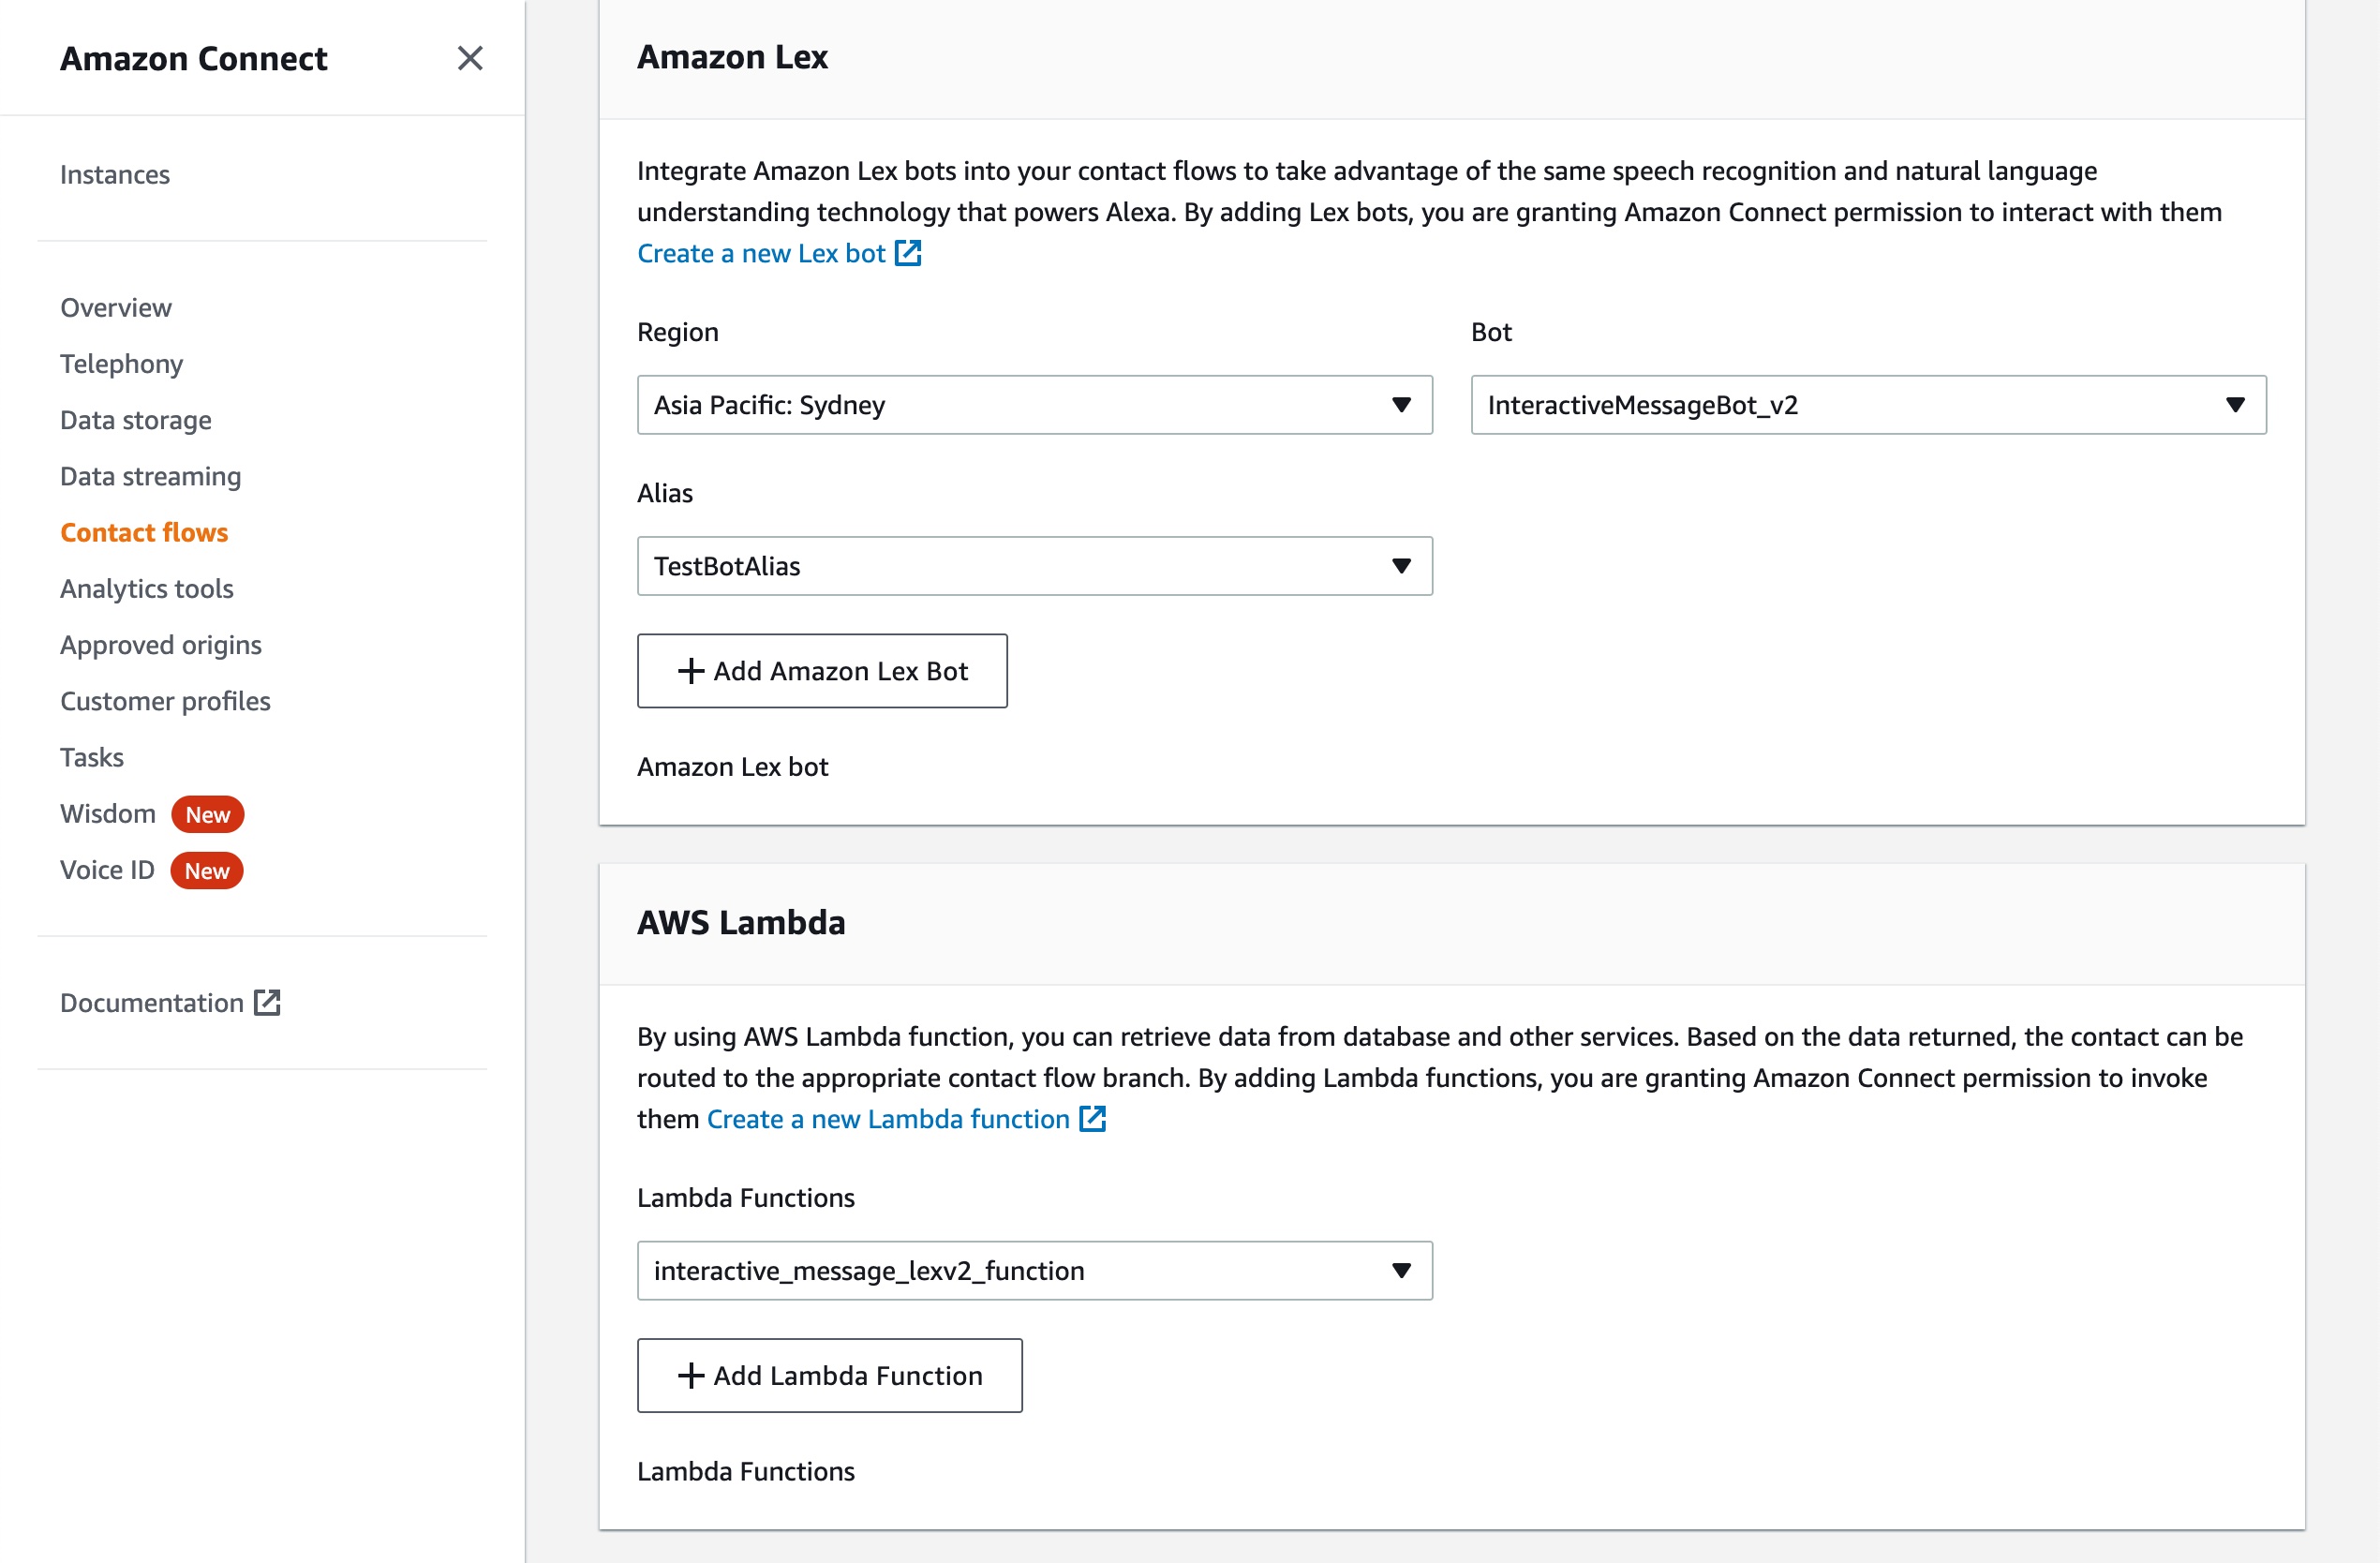 Amazon Connect
Instances
Overview
Telephony
Data storage
Data streaming
Contact flows
Analytics tools
Approved origins
Customer profiles
Tasks
Wisdom New
Voice ID New
Documentation
Amazon Lex
Integrate Amazon Lex bots into your contact flows to take advantage of the same speech recognition and natural language
understanding technology that powers Alexa. By adding Lex bots, you are granting Amazon Connect permission to interact with them
Create a new Lex bot
Region
Asia Pacific: Sydney
Bot
InteractiveMessageBot_v2
Alias
TestBotAlias
Add Amazon Lex Bot
Amazon Lex bot
AWS Lambda
By using AWS Lambda function, you can retrieve data from database and other services. Based on the data returned, the contact can be
routed to the appropriate contact flow branch. By adding Lambda functions, you are granting Amazon Connect permission to invoke
them Create a new Lambda function
Lambda Functions
interactive_message_lexv2_function
Add Lambda Function
Lambda Functions